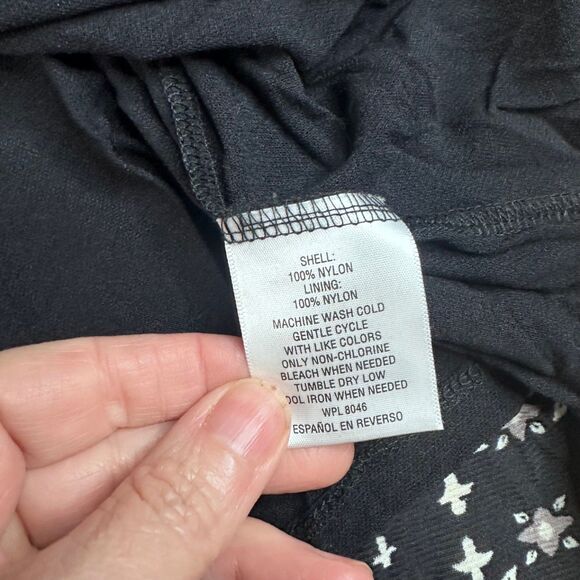 SHELL:
100% NYLON
LINING:
100% NYLON
MACHINE WASH COLD
GENTLE CYCLE
WITH LIKE COLORS
ONLY NON-CHLORINE
BLEACH WHEN NEEDED
TUMBLE DRY LOW
OOL IRON WHEN NEEDED
WPL 8046
ESPAÑOL EN REVERSO